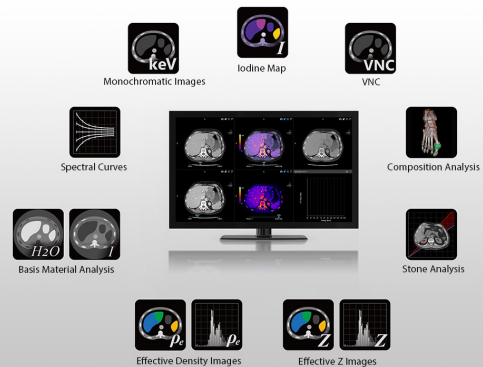 keV
Monochromatic Images
I
Iodine Map
VNC
VNC
Spectral Curves
Composition Analysis
H2O
I
Basis Material Analysis
Stone Analysis
ρe
ρe
Effective Density Images
Z
Z
Effective Z Images